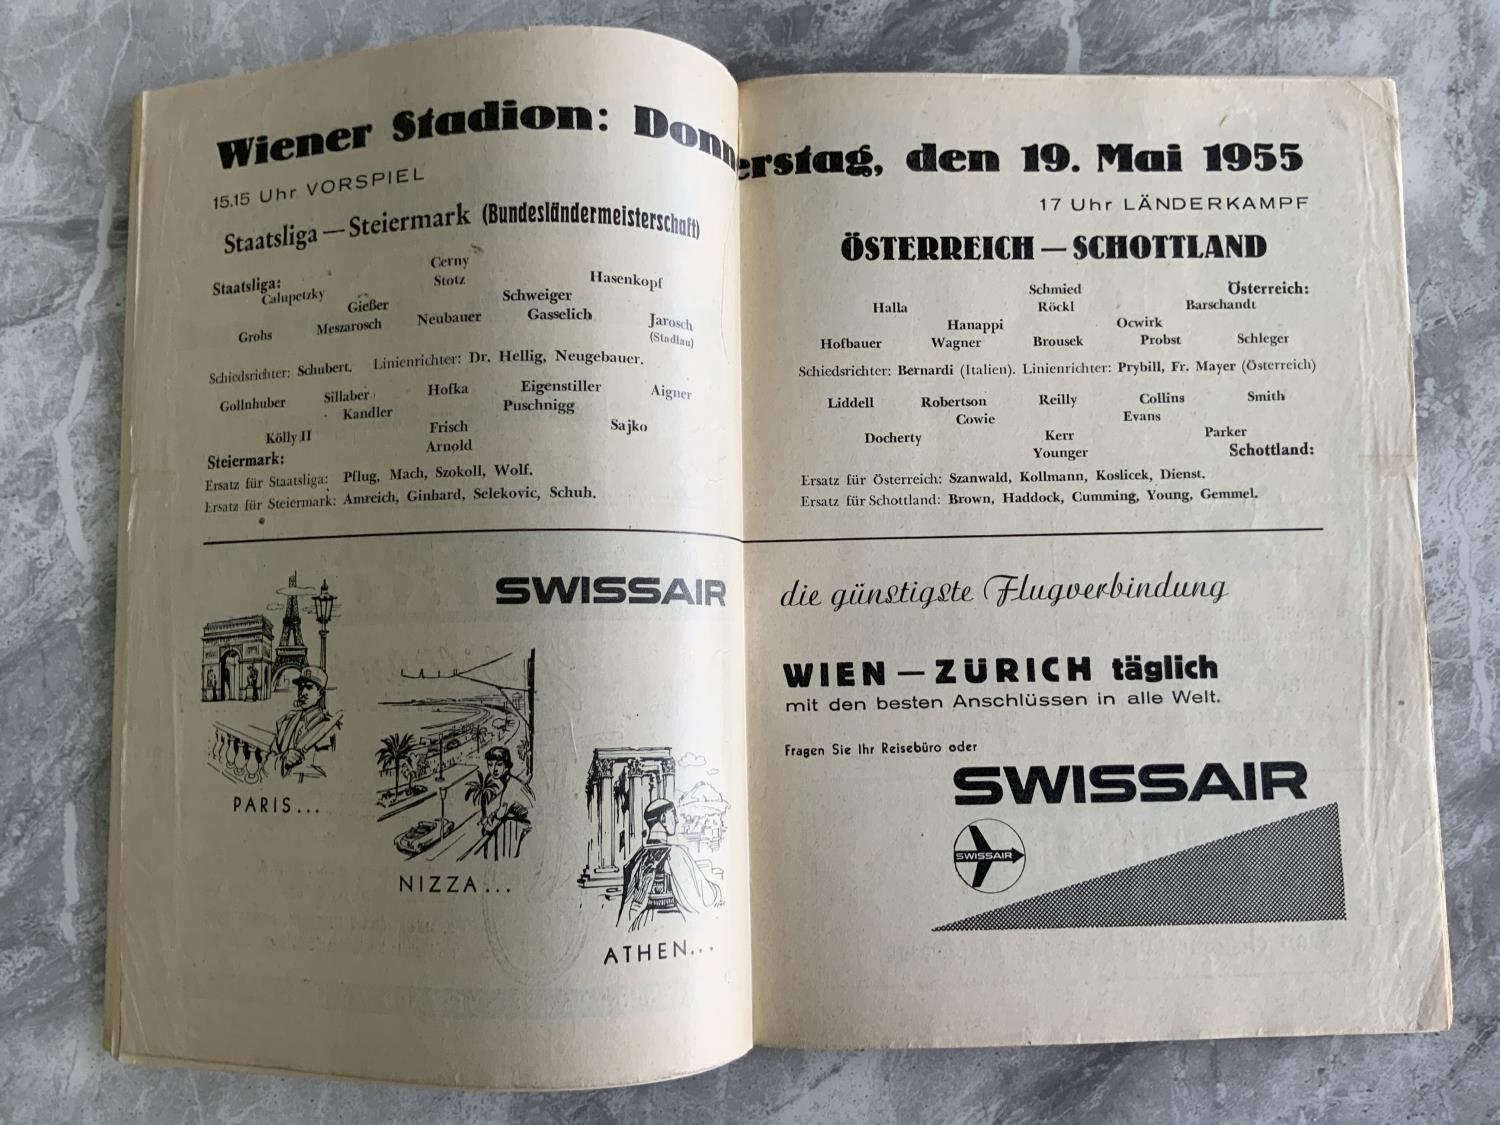 Wiener Stadion: Donnerstag, den 19. Mai 1955
15.15 Uhr VORSPIEL
Staatsliga — Steiermark (Bundesländermeisterschaft)
Staatsliga:
Cerny
Calupetzky Stotz Hasenkopf
Gießer Schweiger
Grohs Meszarosch Neubauer Gasselich Jarosch
(Stadlau)
Schiedsrichter: Schubert. Linienrichter: Dr. Hellig, Neugebauer.
Gollnhuber Sillaber Hofka Eigenstiller Aigner
Kandler Puschnigg
Kölly II Frisch Sajko
Arnold
Steiermark:
Ersatz für Staatsliga: Pflug, Mach, Szokoll, Wolf.
Ersatz für Steiermark: Amreich, Ginhard, Selekovic, Schuh.
17 Uhr LÄNDERKAMPF
ÖSTERREICH — SCHOTTLAND
Schmied Österreich:
Halla Röckl Barschandt
Hanappi Ocwirk
Hofbauer Wagner Brousek Probst Schleger
Schiedsrichter: Bernardi (Italien). Linienrichter: Prybill, Fr. Mayer (Österreich)
Liddell Robertson Reilly Collins Smith
Cowie Evans
Docherty Kerr Parker
Younger Schottland:
Ersatz für Österreich: Szanwald, Kollmann, Koslicek, Dienst.
Ersatz für Schottland: Brown, Haddock, Cumming, Young, Gemmel.
SWISSAIR
PARIS...
NIZZA...
ATHEN...
die günstigste Flugverbindung
WIEN — ZÜRICH täglich
mit den besten Anschlüssen in alle Welt.
Fragen Sie Ihr Reisebüro oder
SWISSAIR
SWISSAIR